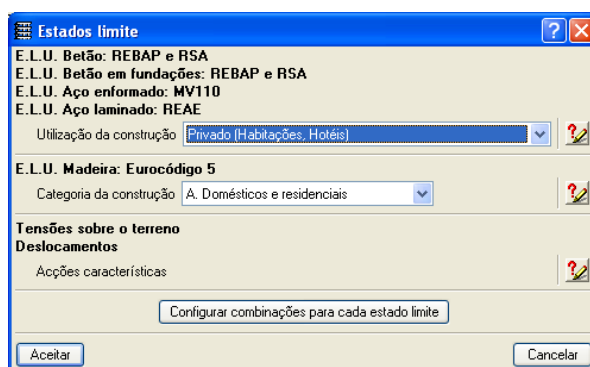 Estados limite
E.L.U. Betão: REBAP e RSA
E.L.U. Betão em fundações: REBAP e RSA
E.L.U. Aço enformado: MV110
E.L.U. Aço laminado: REAE
Utilização da construção Privado (Habitações, Hotéis)
E.L.U. Madeira: Eurocódigo 5
Categoria da construção A. Domésticos e residenciais
Tensões sobre o terreno
Deslocamentos
Acções características
Configurar combinações para cada estado limite
Aceitar Cancelar